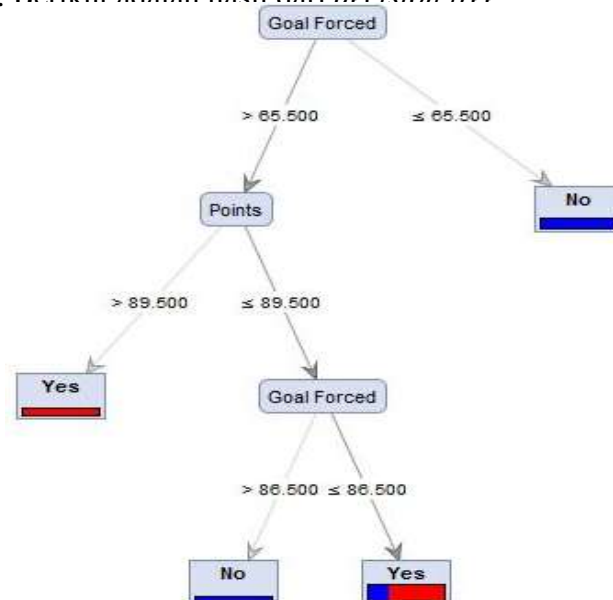 Goal Forced
> 65.500
≤ 65.500
Points
No
> 89.500
≤ 89.500
Yes
Goal Forced
> 86.500
≤ 86.500
No
Yes